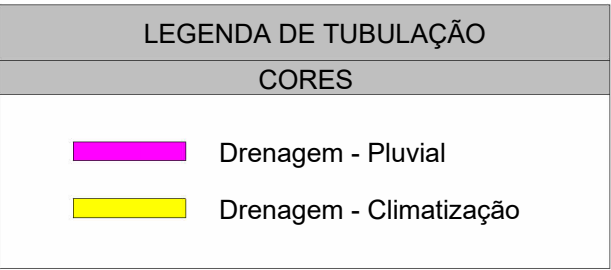 LEGENDA DE TUBULAÇÃO
CORES
Drenagem - Pluvial
Drenagem - Climatização